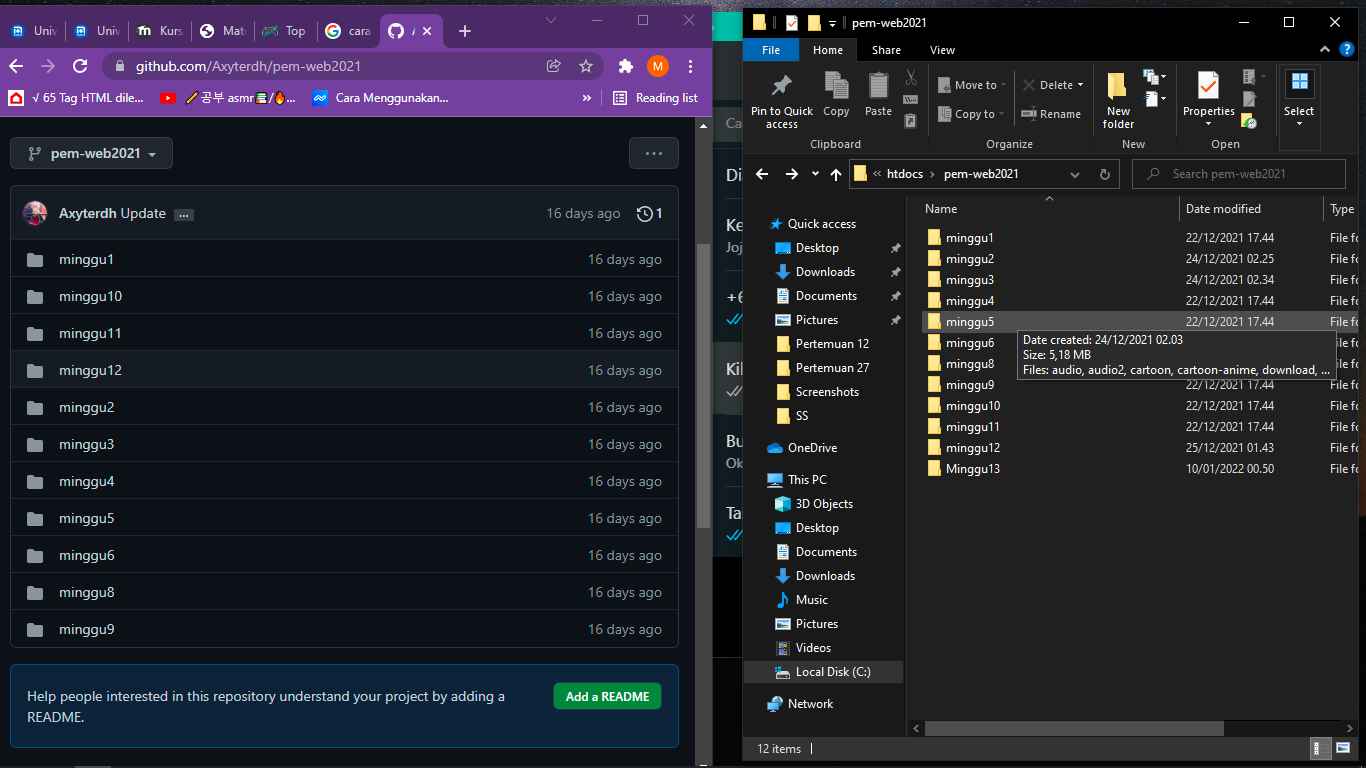 Univ
Univ
Kurs
Mat
Top
cara
github.com/Axyterdh/pem-web2021
M
√ 65 Tag HTML dile...
🖍공부 asmr📚/🔥...
Cara Menggunakan...
»
Reading list
pem-web2021
...
Axyterdh Update ...
16 days ago
1
minggu1 16 days ago
minggu10 16 days ago
minggu11 16 days ago
minggu12 16 days ago
minggu2 16 days ago
minggu3 16 days ago
minggu4 16 days ago
minggu5 16 days ago
minggu6 16 days ago
minggu8 16 days ago
minggu9 16 days ago
Help people interested in this repository understand your project by adding a
README.
Add a README
Ca
Di
Ke
Joj
+6
Kil
Bu
Ok
Ta
pem-web2021
File Home Share View
Pin to Quick
access
Copy
Paste
Clipboard
Move to
Copy to
Delete
Rename
Organize
New
folder
New
Properties
Open
Select
« htdocs › pem-web2021
Search pem-web2021
Quick access
Desktop
Downloads
Documents
Pictures
Pertemuan 12
Pertemuan 27
Screenshots
SS
OneDrive
This PC
3D Objects
Desktop
Documents
Downloads
Music
Pictures
Videos
Local Disk (C:)
Network
Name Date modified Type
minggu1 22/12/2021 17.44 File fo
minggu2 24/12/2021 02.25 File fo
minggu3 24/12/2021 02.34 File fo
minggu4 22/12/2021 17.44 File fo
minggu5 22/12/2021 17.44 File fo
minggu6
minggu8
minggu9 22/12/2021 17.44 File fo
minggu10 22/12/2021 17.44 File fo
minggu11 22/12/2021 17.44 File fo
minggu12 25/12/2021 01.43 File fo
Minggu13 10/01/2022 00.50 File fo
Date created: 24/12/2021 02.03
Size: 5,18 MB
Files: audio, audio2, cartoon, cartoon-anime, download, ...
12 items